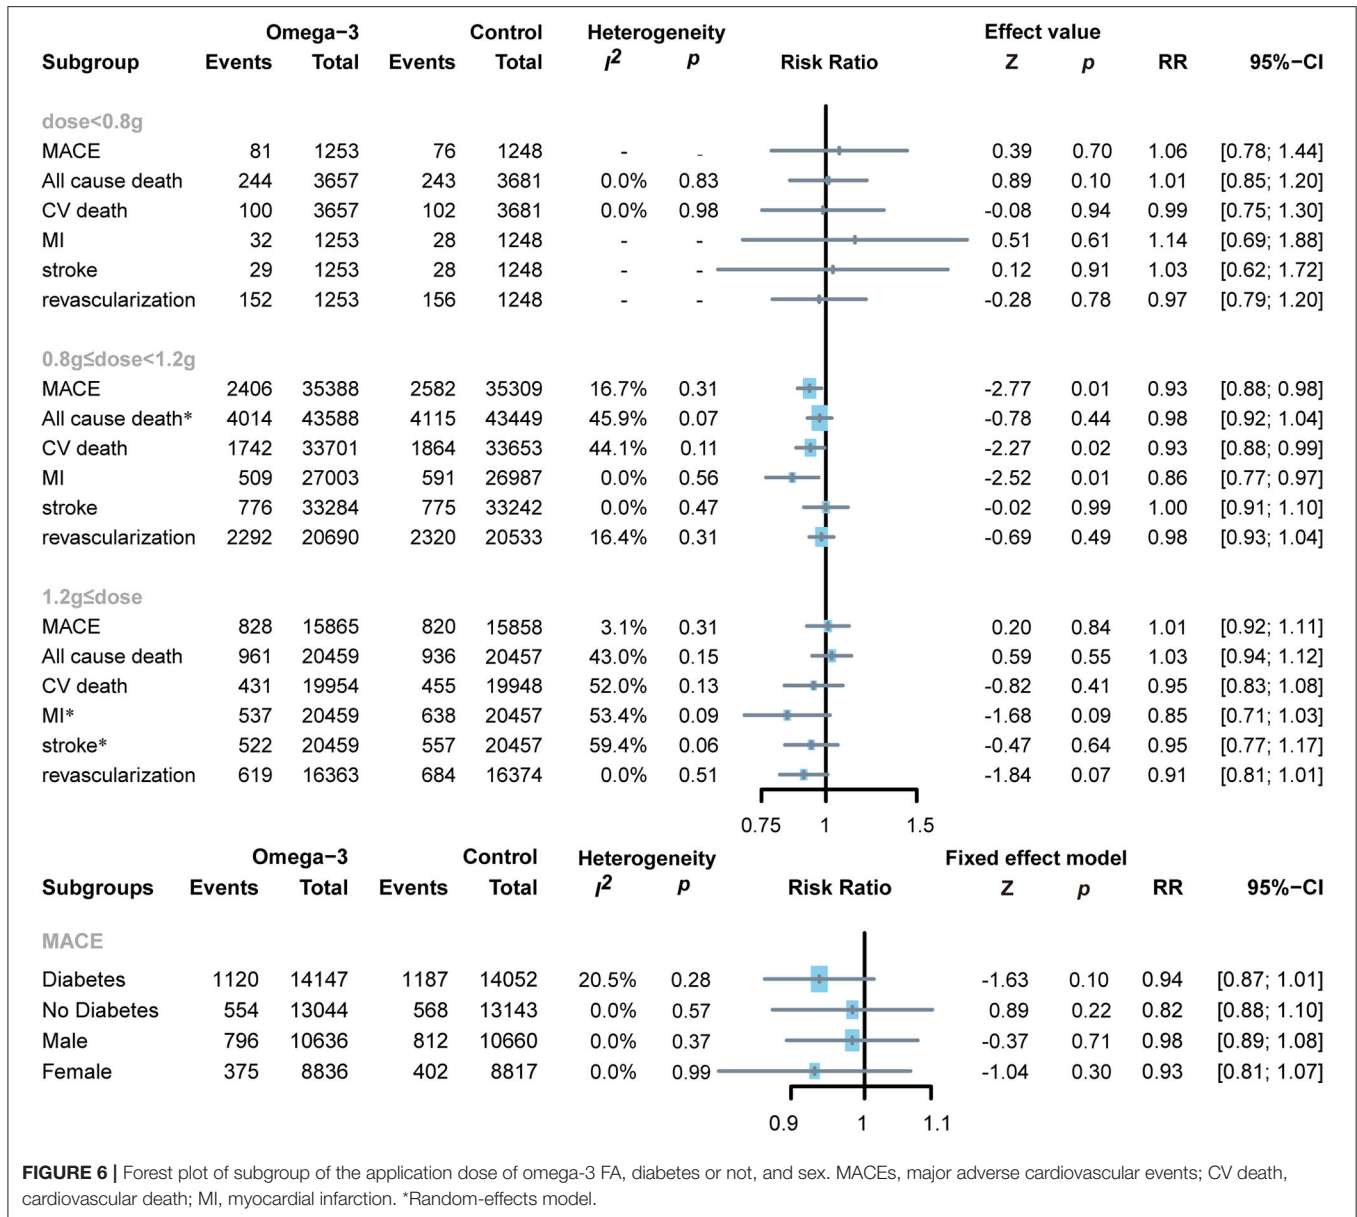 Omega−3 Control Heterogeneity Effect value
Subgroup Events Total Events Total I² p Risk Ratio Z p RR 95%−CI
dose<0.8g
MACE 81 1253 76 1248 - - 0.39 0.70 1.06 [0.78; 1.44]
All cause death 244 3657 243 3681 0.0% 0.83 0.89 0.10 1.01 [0.85; 1.20]
CV death 100 3657 102 3681 0.0% 0.98 -0.08 0.94 0.99 [0.75; 1.30]
MI 32 1253 28 1248 - - 0.51 0.61 1.14 [0.69; 1.88]
stroke 29 1253 28 1248 - - 0.12 0.91 1.03 [0.62; 1.72]
revascularization 152 1253 156 1248 - - -0.28 0.78 0.97 [0.79; 1.20]
0.8g≤dose<1.2g
MACE 2406 35388 2582 35309 16.7% 0.31 -2.77 0.01 0.93 [0.88; 0.98]
All cause death* 4014 43588 4115 43449 45.9% 0.07 -0.78 0.44 0.98 [0.92; 1.04]
CV death 1742 33701 1864 33653 44.1% 0.11 -2.27 0.02 0.93 [0.88; 0.99]
MI 509 27003 591 26987 0.0% 0.56 -2.52 0.01 0.86 [0.77; 0.97]
stroke 776 33284 775 33242 0.0% 0.47 -0.02 0.99 1.00 [0.91; 1.10]
revascularization 2292 20690 2320 20533 16.4% 0.31 -0.69 0.49 0.98 [0.93; 1.04]
1.2g≤dose
MACE 828 15865 820 15858 3.1% 0.31 0.20 0.84 1.01 [0.92; 1.11]
All cause death 961 20459 936 20457 43.0% 0.15 0.59 0.55 1.03 [0.94; 1.12]
CV death 431 19954 455 19948 52.0% 0.13 -0.82 0.41 0.95 [0.83; 1.08]
MI* 537 20459 638 20457 53.4% 0.09 -1.68 0.09 0.85 [0.71; 1.03]
stroke* 522 20459 557 20457 59.4% 0.06 -0.47 0.64 0.95 [0.77; 1.17]
revascularization 619 16363 684 16374 0.0% 0.51 -1.84 0.07 0.91 [0.81; 1.01]
0.75 1 1.5
Omega−3 Control Heterogeneity Fixed effect model
Subgroups Events Total Events Total I² p Risk Ratio Z p RR 95%−CI
MACE
Diabetes 1120 14147 1187 14052 20.5% 0.28 -1.63 0.10 0.94 [0.87; 1.01]
No Diabetes 554 13044 568 13143 0.0% 0.57 0.89 0.22 0.82 [0.88; 1.10]
Male 796 10636 812 10660 0.0% 0.37 -0.37 0.71 0.98 [0.89; 1.08]
Female 375 8836 402 8817 0.0% 0.99 -1.04 0.30 0.93 [0.81; 1.07]
0.9 1 1.1
FIGURE 6 | Forest plot of subgroup of the application dose of omega-3 FA, diabetes or not, and sex. MACEs, major adverse cardiovascular events; CV death,
cardiovascular death; MI, myocardial infarction. *Random-effects model.